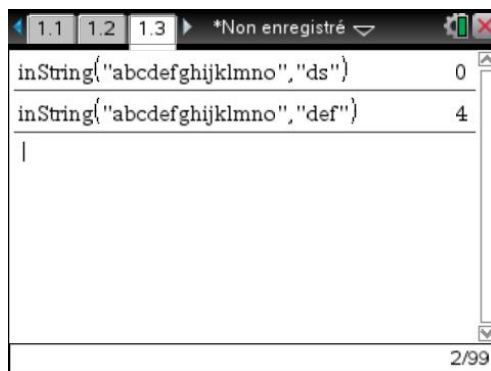 1.1 1.2 1.3 *Non enregistré
inString("abcdefghijklmno","ds") 0
inString("abcdefghijklmno","def") 4
2/99